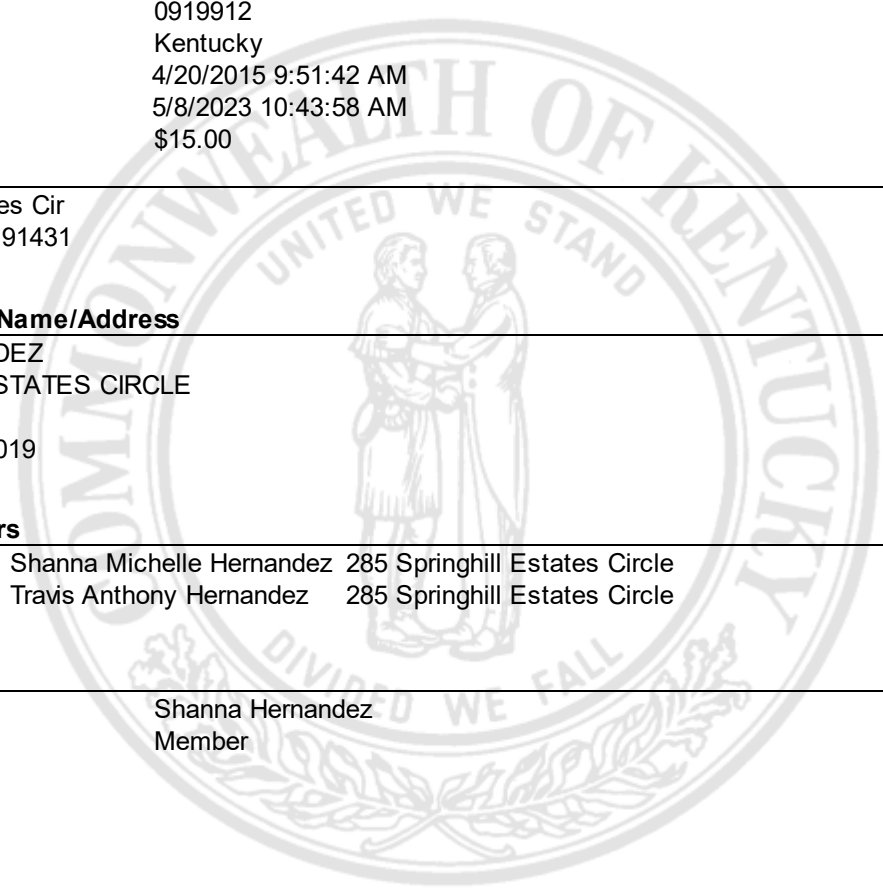 0919912
Kentucky
4/20/2015 9:51:42 AM
5/8/2023 10:43:58 AM
$15.00
es Cir
91431
Name/Address
DEZ
STATES CIRCLE
019
rs
Shanna Michelle Hernandez 285 Springhill Estates Circle
Travis Anthony Hernandez 285 Springhill Estates Circle
Shanna Hernandez
Member
COMMONWEALTH OF KENTUCKY
UNITED WE STAND
DIVIDED WE FALL